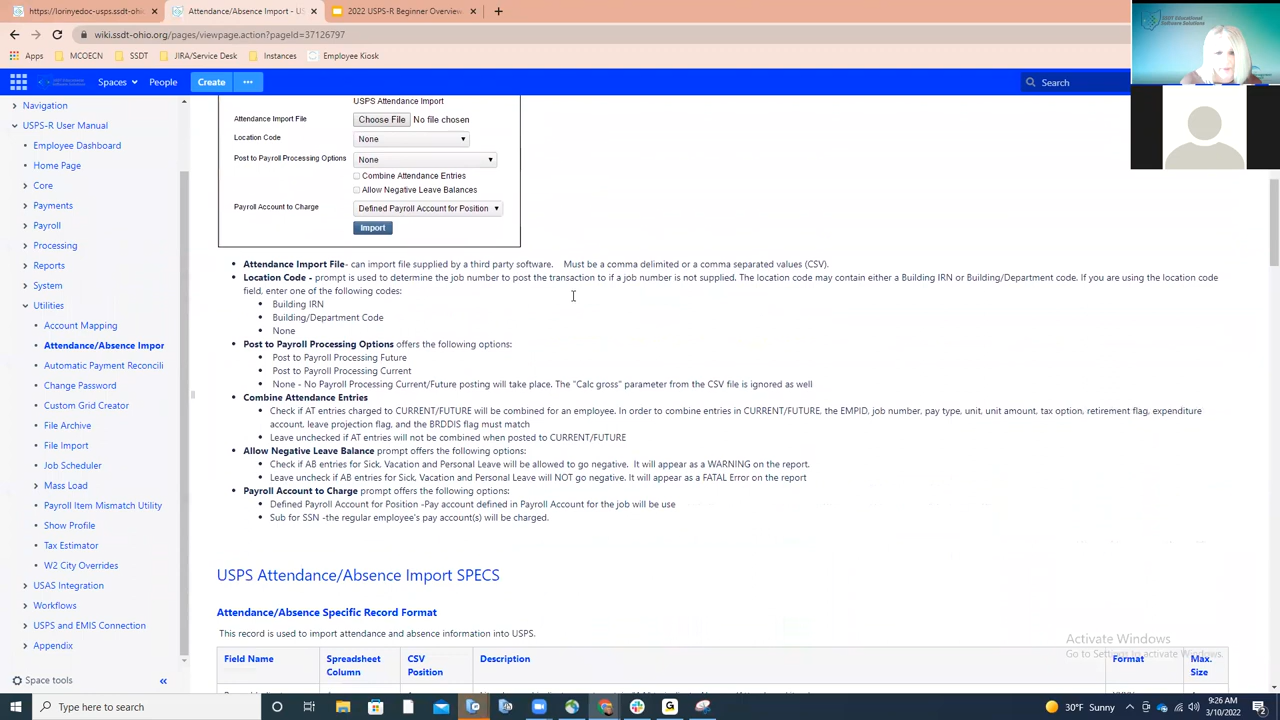 https://lorinyedcs.usps-r.ssdt-ohio
Attendance/Absence Import - US
2022 USPS-R Beginner Overview
wiki.ssdt-ohio.org/pages/viewpage.action?pageId=37126797
Apps
MCOECN
SSDT
JIRA/Service Desk
Instances
Employee Kiosk
Spaces
People
Create
Search
SSDT Educational
Software Solutions
Navigation
USPS-R User Manual
Employee Dashboard
Home Page
Core
Payments
Payroll
Processing
Reports
System
Utilities
Account Mapping
Attendance/Absence Impor
Automatic Payment Reconcili
Change Password
Custom Grid Creator
File Archive
File Import
Job Scheduler
Mass Load
Payroll Item Mismatch Utility
Show Profile
Tax Estimator
W2 City Overrides
USAS Integration
Workflows
USPS and EMIS Connection
Appendix
Space tools
USPS Attendance Import
Attendance Import File Choose File No file chosen
Location Code None
Post to Payroll Processing Options None
Combine Attendance Entries
Allow Negative Leave Balances
Payroll Account to Charge Defined Payroll Account for Position
Import
Attendance Import File- can import file supplied by a third party software. Must be a comma delimited or a comma separated values (CSV).
Location Code - prompt is used to determine the job number to post the transaction to if a job number is not supplied. The location code may contain either a Building IRN or Building/Department code. If you are using the location code
field, enter one of the following codes:
Building IRN
Building/Department Code
None
Post to Payroll Processing Options offers the following options:
Post to Payroll Processing Future
Post to Payroll Processing Current
None - No Payroll Processing Current/Future posting will take place. The "Calc gross" parameter from the CSV file is ignored as well
Combine Attendance Entries
Check if AT entries charged to CURRENT/FUTURE will be combined for an employee. In order to combine entries in CURRENT/FUTURE, the EMPID, job number, pay type, unit, unit amount, tax option, retirement flag, expenditure
account, leave projection flag, and the BRDDIS flag must match
Leave unchecked if AT entries will not be combined when posted to CURRENT/FUTURE
Allow Negative Leave Balance prompt offers the following options:
Check if AB entries for Sick, Vacation and Personal Leave will be allowed to go negative. It will appear as a WARNING on the report.
Leave uncheck if AB entries for Sick, Vacation and Personal Leave will NOT go negative. It will appear as a FATAL Error on the report
Payroll Account to Charge prompt offers the following options:
Defined Payroll Account for Position -Pay account defined in Payroll Account for the job will be use
Sub for SSN -the regular employee's pay account(s) will be charged.
USPS Attendance/Absence Import SPECS
Attendance/Absence Specific Record Format
This record is used to import attendance and absence information into USPS.
Field Name Spreadsheet CSV Description Format Max.
Column Position Size
Activate Windows
Go to Settings to activate Windows.
Type here to search
30°F Sunny
9:26 AM
3/10/2022